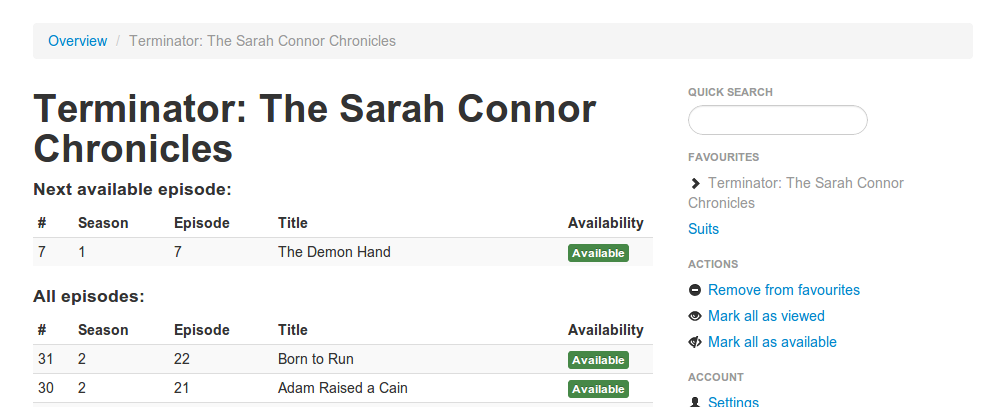 Overview / Terminator: The Sarah Connor Chronicles
Terminator: The Sarah Connor
Chronicles
Next available episode:
# Season Episode Title Availability
7 1 7 The Demon Hand Available
All episodes:
# Season Episode Title Availability
31 2 22 Born to Run Available
30 2 21 Adam Raised a Cain Available
QUICK SEARCH
FAVOURITES
Terminator: The Sarah Connor
Chronicles
Suits
ACTIONS
Remove from favourites
Mark all as viewed
Mark all as available
ACCOUNT
Settings